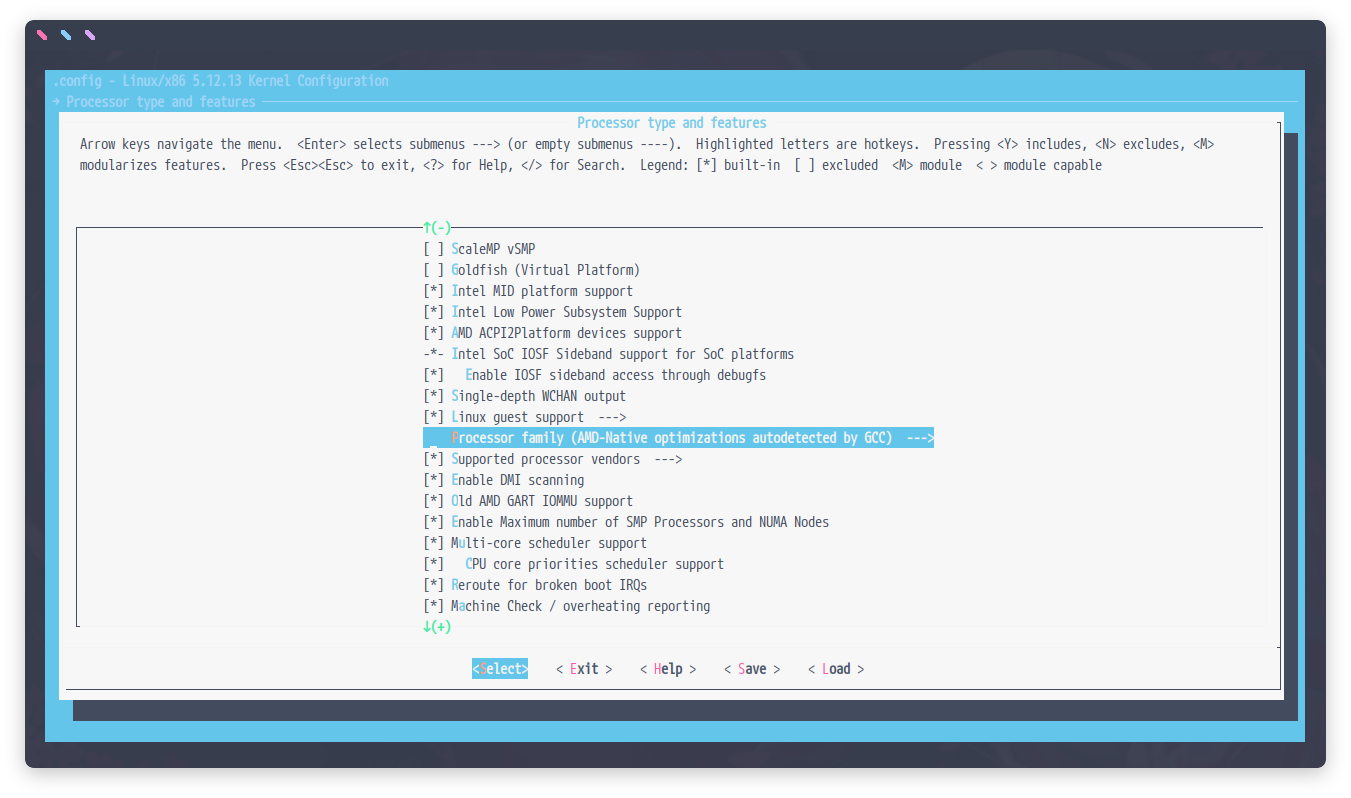 .config - Linux/x86 5.12.13 Kernel Configuration
→ Processor type and features
Processor type and features
Arrow keys navigate the menu.  <Enter> selects submenus ---> (or empty submenus ----).  Highlighted letters are hotkeys.  Pressing <Y> includes, <N> excludes, <M>
modularizes features.  Press <Esc><Esc> to exit, <?> for Help, </> for Search.  Legend: [*] built-in  [ ] excluded  <M> module  < > module capable
↑(-)
[ ] ScaleMP vSMP
[ ] Goldfish (Virtual Platform)
[*] Intel MID platform support
[*] Intel Low Power Subsystem Support
[*] AMD ACPI2Platform devices support
-*- Intel SoC IOSF Sideband support for SoC platforms
[*]   Enable IOSF sideband access through debugfs
[*] Single-depth WCHAN output
[*] Linux guest support  --->
Processor family (AMD-Native optimizations autodetected by GCC)  --->
[*] Supported processor vendors  --->
[*] Enable DMI scanning
[*] Old AMD GART IOMMU support
[*] Enable Maximum number of SMP Processors and NUMA Nodes
[*] Multi-core scheduler support
[*]   CPU core priorities scheduler support
[*] Reroute for broken boot IRQs
[*] Machine Check / overheating reporting
↓(+)
<Select>    < Exit >    < Help >    < Save >    < Load >